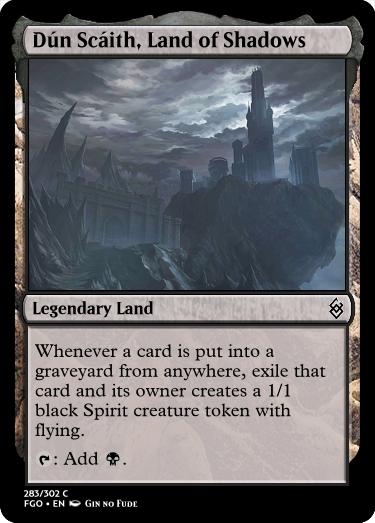 Dún Scáith, Land of Shadows
Legendary Land
Whenever a card is put into a
graveyard from anywhere, exile that
card and its owner creates a 1/1
black Spirit creature token with
flying.
: Add .
283/302 C
FGO • EN Gin no Fude